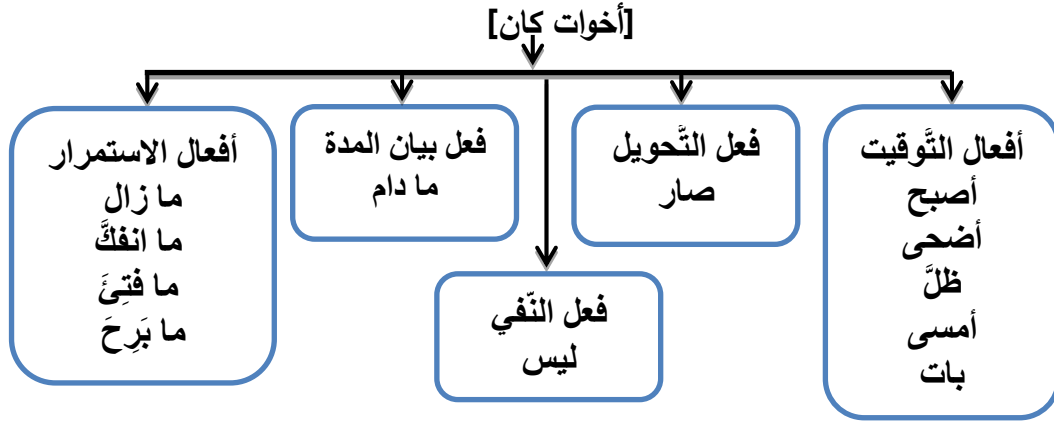 [أخوات كان]
أفعال التَّوقيت
أصبح
أضحى
ظلَّ
أمسى
بات
فعل التَّحويل
صار
فعل النّفي
ليس
فعل بيان المدة
ما دام
أفعال الاستمرار
ما زال
ما انفكَّ
ما فتِئَ
ما بَرِحَ